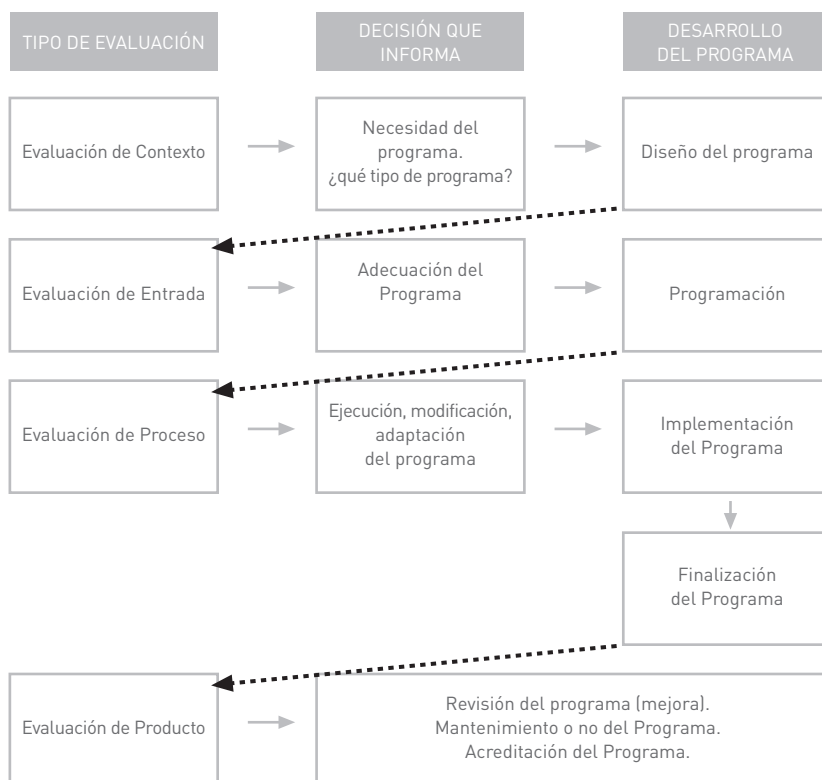 TIPO DE EVALUACIÓN
DECISIÓN QUE
INFORMA
DESARROLLO
DEL PROGRAMA
Evaluación de Contexto
Necesidad del
programa.
¿qué tipo de programa?
Diseño del programa
Evaluación de Entrada
Adecuación del
Programa
Programación
Evaluación de Proceso
Ejecución, modificación,
adaptación
del programa
Implementación
del Programa
Finalización
del Programa
Evaluación de Producto
Revisión del programa (mejora).
Mantenimiento o no del Programa.
Acreditación del Programa.